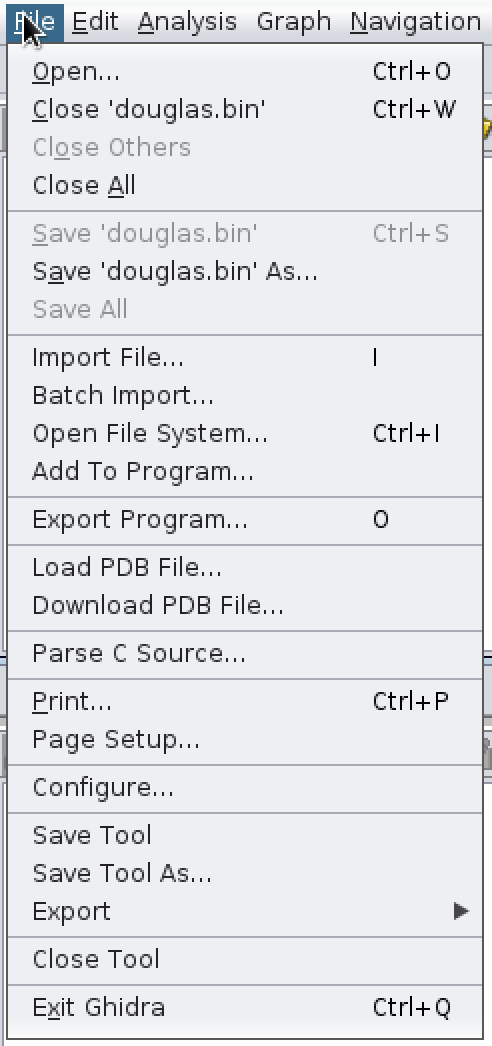 File Edit Analysis Graph Navigation
Open... Ctrl+O
Close 'douglas.bin' Ctrl+W
Close Others
Close All
Save 'douglas.bin' Ctrl+S
Save 'douglas.bin' As...
Save All
Import File... I
Batch Import...
Open File System... Ctrl+I
Add To Program...
Export Program... O
Load PDB File...
Download PDB File...
Parse C Source...
Print... Ctrl+P
Page Setup...
Configure...
Save Tool
Save Tool As...
Export
Close Tool
Exit Ghidra Ctrl+Q